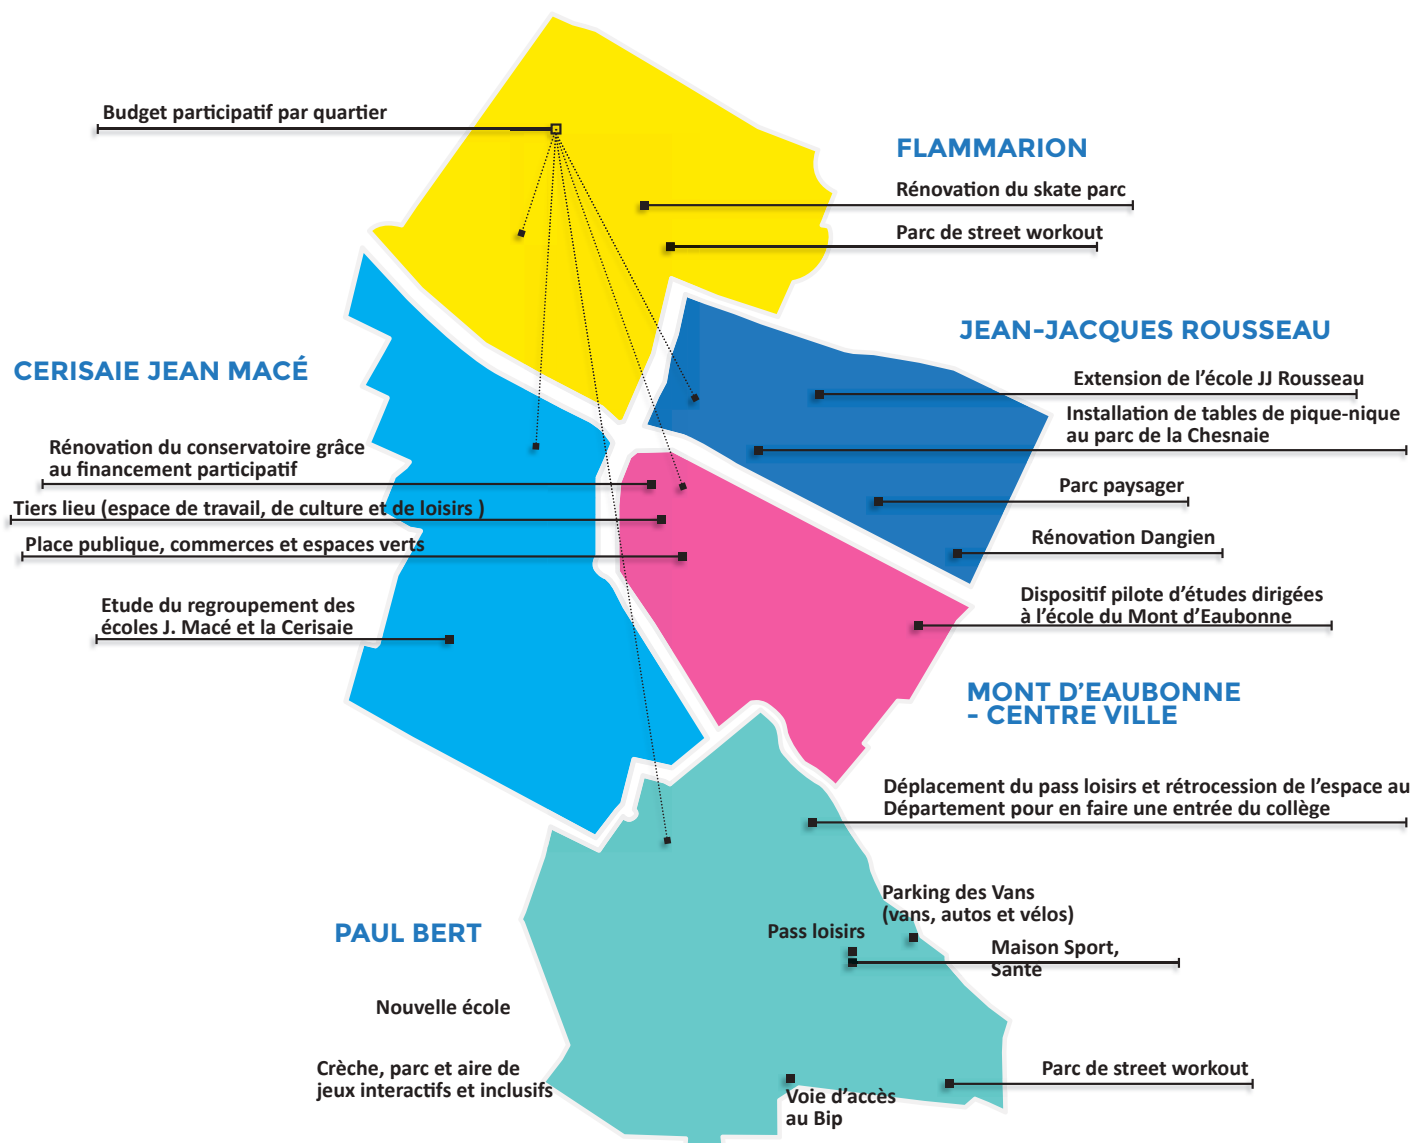 Budget participatif par quartier
FLAMMARION
Rénovation du skate parc
Parc de street workout
JEAN-JACQUES ROUSSEAU
Extension de l'école JJ Rousseau
Installation de tables de pique-nique
au parc de la Chesnaie
Parc paysager
Rénovation Dangien
CERISAIE JEAN MACÉ
Rénovation du conservatoire grâce
au financement participatif
Tiers lieu (espace de travail, de culture et de loisirs )
Place publique, commerces et espaces verts
Etude du regroupement des
écoles J. Macé et la Cerisaie
Dispositif pilote d'études dirigées
à l'école du Mont d'Eaubonne
MONT D'EAUBONNE
- CENTRE VILLE
Déplacement du pass loisirs et rétrocession de l'espace au
Département pour en faire une entrée du collège
PAUL BERT
Parking des Vans
(vans, autos et vélos)
Pass loisirs
Maison Sport,
Santé
Nouvelle école
Crèche, parc et aire de
jeux interactifs et inclusifs
Voie d'accès
au Bip
Parc de street workout